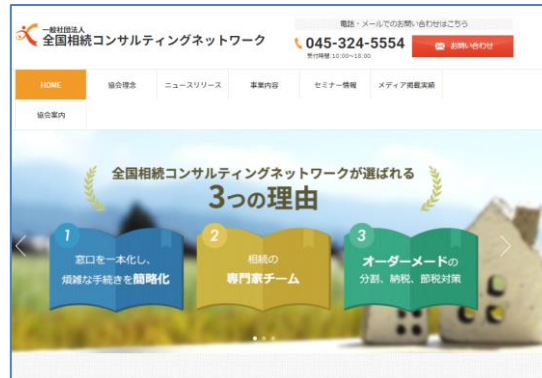 一般社団法人
全国相続コンサルティングネットワーク
電話・メールでのお問い合わせはこちら
045-324-5554
受付時間:10:00~18:00
お問い合わせ
HOME
協会理念
ニュースリリース
事業内容
セミナー情報
メディア掲載実績
協会案内
全国相続コンサルティングネットワークが選ばれる
3つの理由
1
窓口を一本化し、
煩雑な手続きを簡略化
2
相続の
専門家チーム
3
オーダーメードの
分割、納税、節税対策